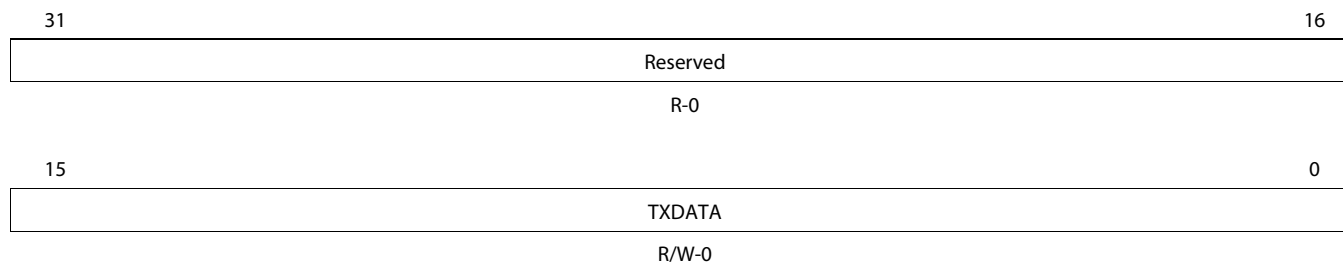 31 16
Reserved
R-0
15 0
TXDATA
R/W-0